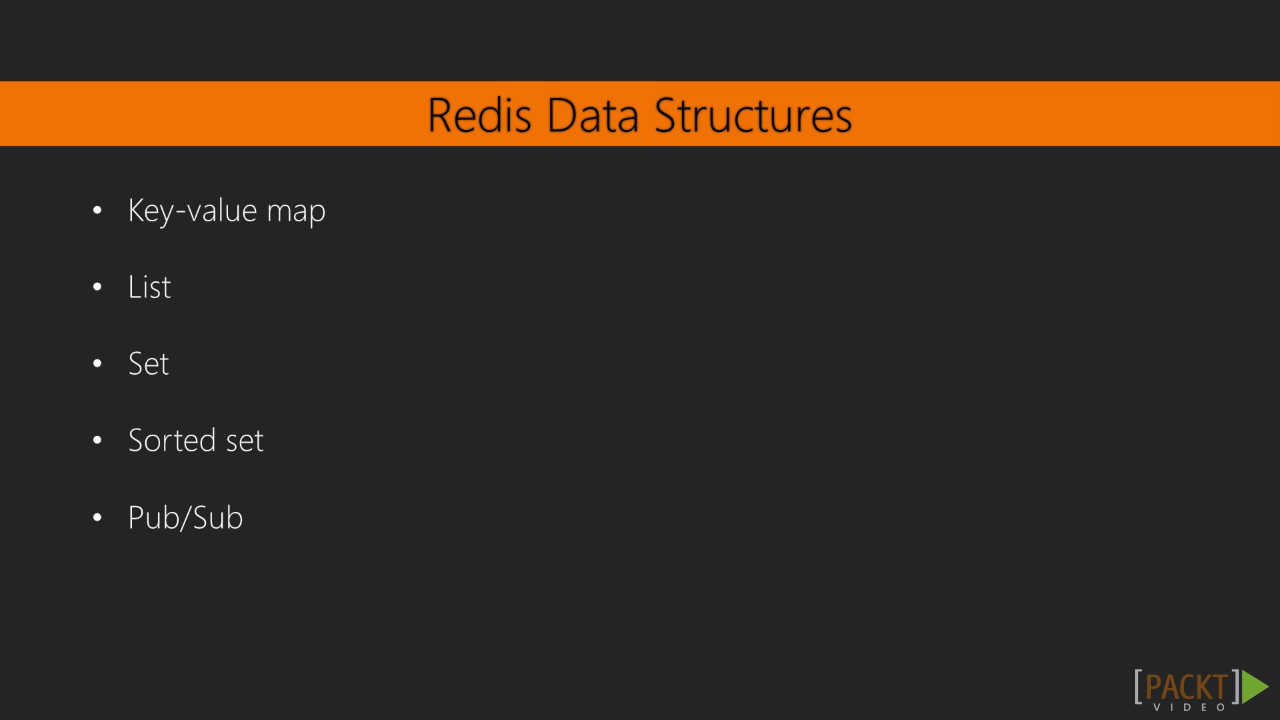 Redis Data Structures
• Key-value map
• List
• Set
• Sorted set
• Pub/Sub
[PACKT]
VIDEO